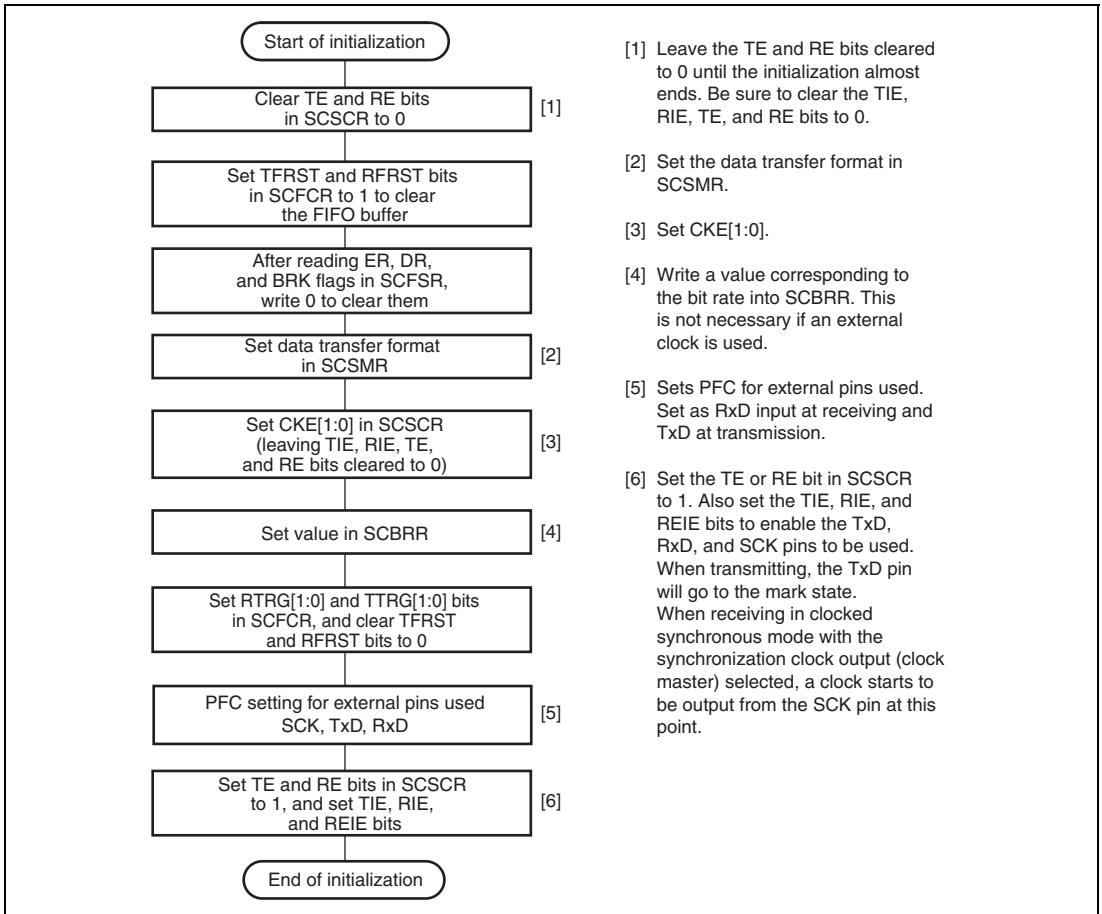 Start of initialization
Clear TE and RE bits
in SCSCR to 0
[1]
Set TFRST and RFRST bits
in SCFCR to 1 to clear
the FIFO buffer
After reading ER, DR,
and BRK flags in SCFSR,
write 0 to clear them
Set data transfer format
in SCSMR
[2]
Set CKE[1:0] in SCSCR
(leaving TIE, RIE, TE,
and RE bits cleared to 0)
[3]
Set value in SCBRR
[4]
Set RTRG[1:0] and TTRG[1:0] bits
in SCFCR, and clear TFRST
and RFRST bits to 0
PFC setting for external pins used
SCK, TxD, RxD
[5]
Set TE and RE bits in SCSCR
to 1, and set TIE, RIE,
and REIE bits
[6]
End of initialization
[1] Leave the TE and RE bits cleared
to 0 until the initialization almost
ends. Be sure to clear the TIE,
RIE, TE, and RE bits to 0.
[2] Set the data transfer format in
SCSMR.
[3] Set CKE[1:0].
[4] Write a value corresponding to
the bit rate into SCBRR. This
is not necessary if an external
clock is used.
[5] Sets PFC for external pins used.
Set as RxD input at receiving and
TxD at transmission.
[6] Set the TE or RE bit in SCSCR
to 1. Also set the TIE, RIE, and
REIE bits to enable the TxD,
RxD, and SCK pins to be used.
When transmitting, the TxD pin
will go to the mark state.
When receiving in clocked
synchronous mode with the
synchronization clock output (clock
master) selected, a clock starts to
be output from the SCK pin at this
point.